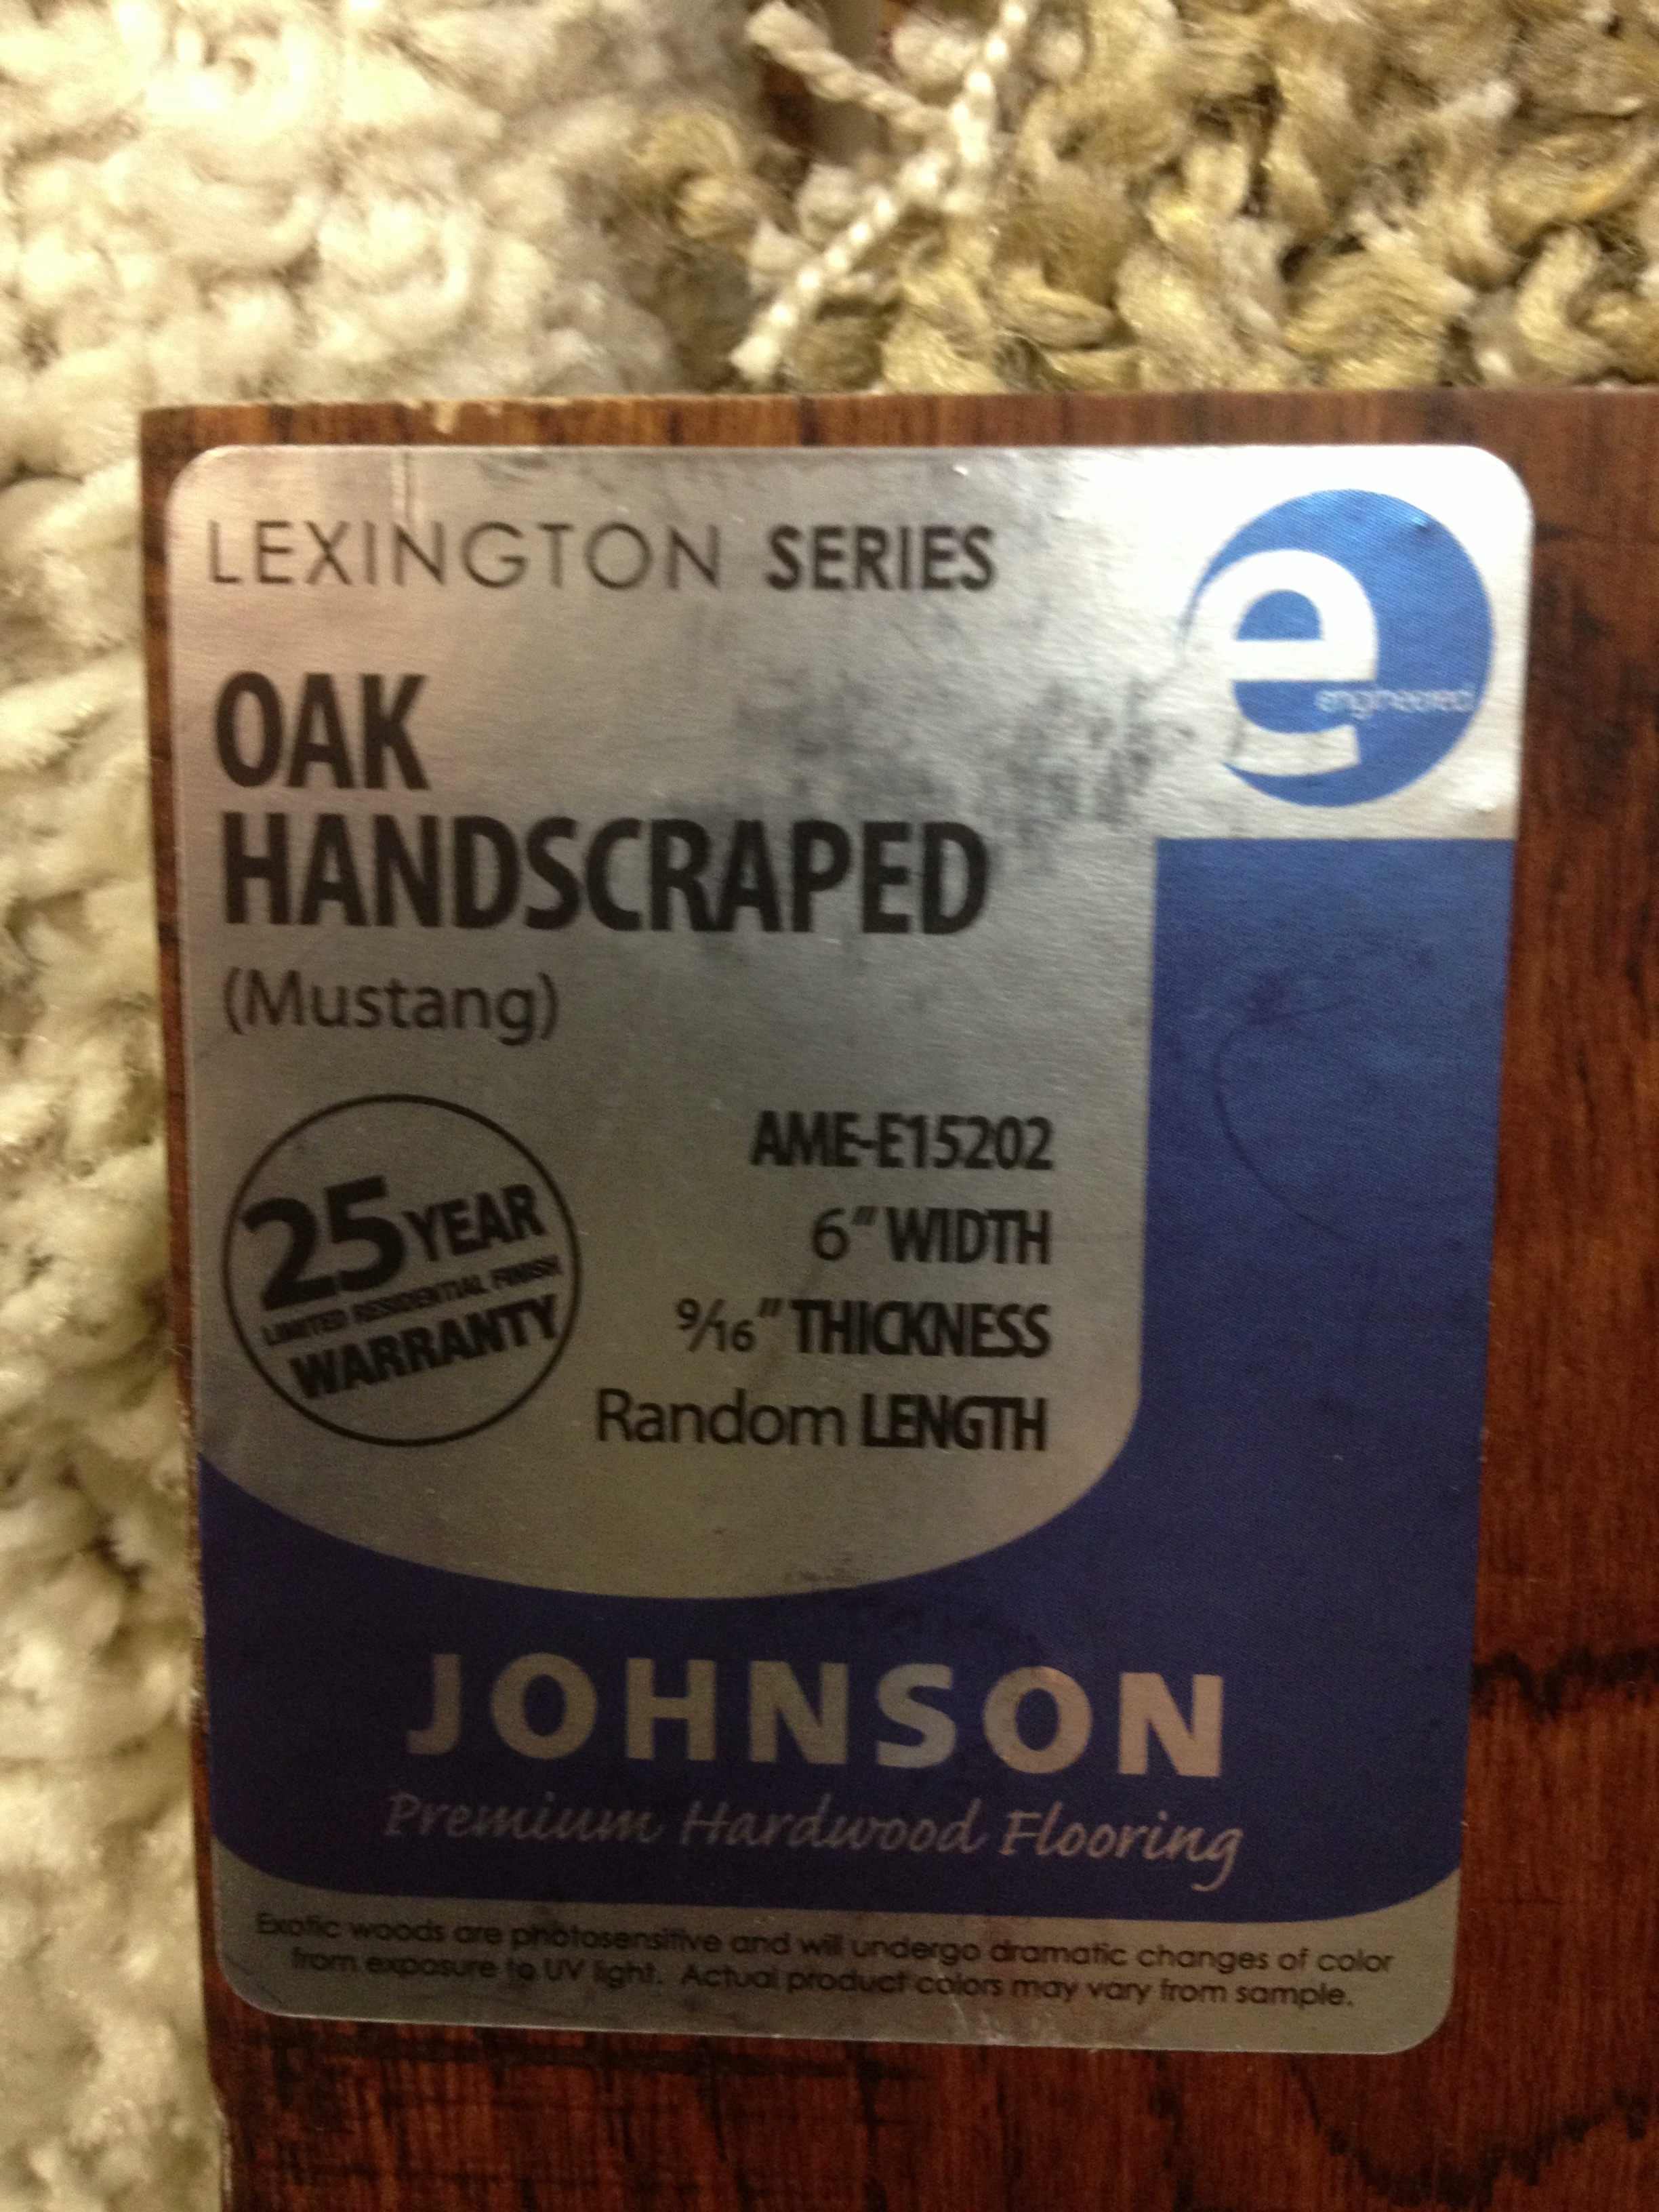 LEXINGTON SERIES
e
engineered
OAK
HANDSCRAPED
(Mustang)
25 YEAR
LIMITED RESIDENTIAL FINISH
WARRANTY
AME-E15202
6" WIDTH
9/16" THICKNESS
Random LENGTH
JOHNSON
Premium Hardwood Flooring
Exotic woods are photosensitive and will undergo dramatic changes of color
from exposure to UV light. Actual product colors may vary from sample.